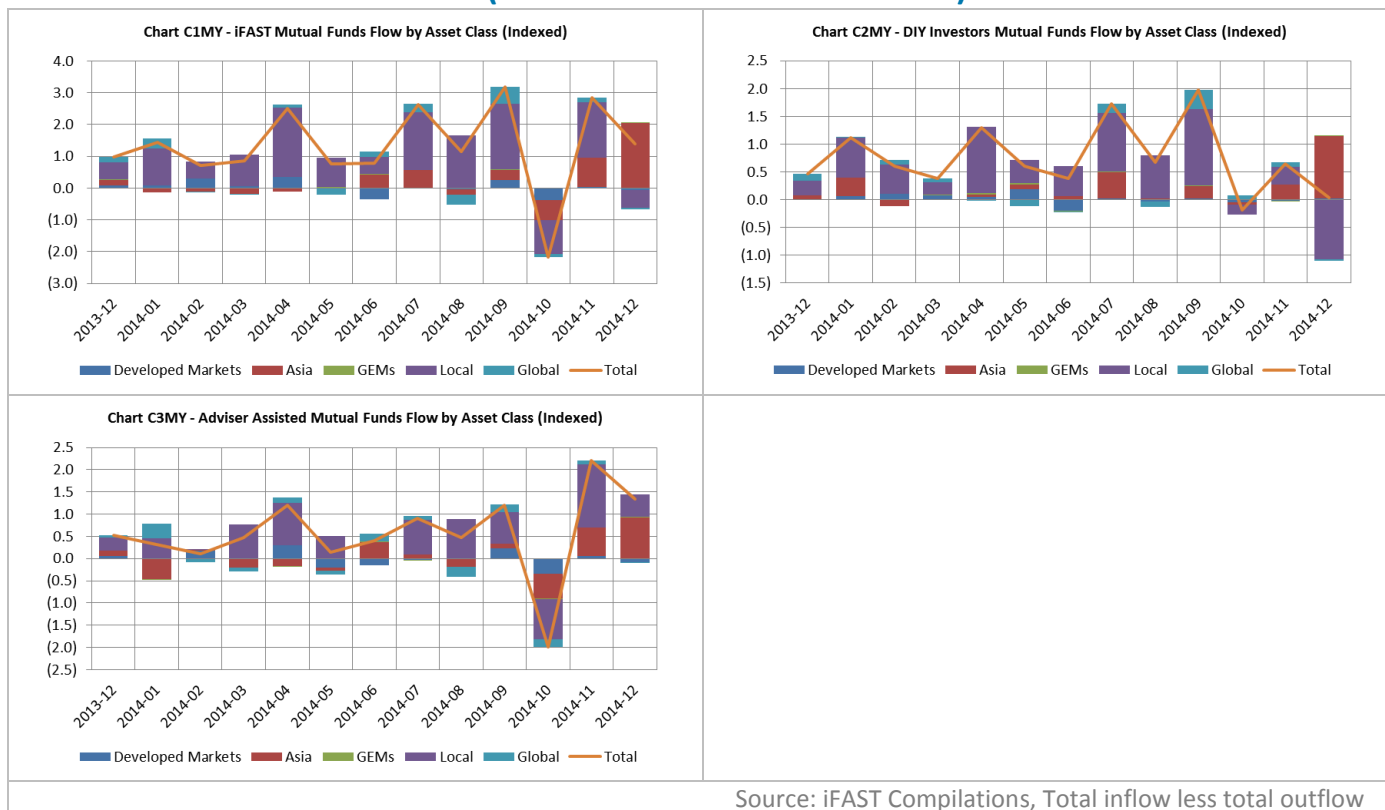 Chart C1MY - iFAST Mutual Funds Flow by Asset Class (Indexed)
4.0
3.0
2.0
1.0
0.0
(1.0)
(2.0)
(3.0)
2013-12 2014-01 2014-02 2014-03 2014-04 2014-05 2014-06 2014-07 2014-08 2014-09 2014-10 2014-11 2014-12
Developed Markets Asia GEMs Local Global Total
Chart C2MY - DIY Investors Mutual Funds Flow by Asset Class (Indexed)
2.5
2.0
1.5
1.0
0.5
0.0
(0.5)
(1.0)
(1.5)
2013-12 2014-01 2014-02 2014-03 2014-04 2014-05 2014-06 2014-07 2014-08 2014-09 2014-10 2014-11 2014-12
Developed Markets Asia GEMs Local Global Total
Chart C3MY - Adviser Assisted Mutual Funds Flow by Asset Class (Indexed)
2.5
2.0
1.5
1.0
0.5
0.0
(0.5)
(1.0)
(1.5)
(2.0)
(2.5)
2013-12 2014-01 2014-02 2014-03 2014-04 2014-05 2014-06 2014-07 2014-08 2014-09 2014-10 2014-11 2014-12
Developed Markets Asia GEMs Local Global Total
Source: iFAST Compilations, Total inflow less total outflow